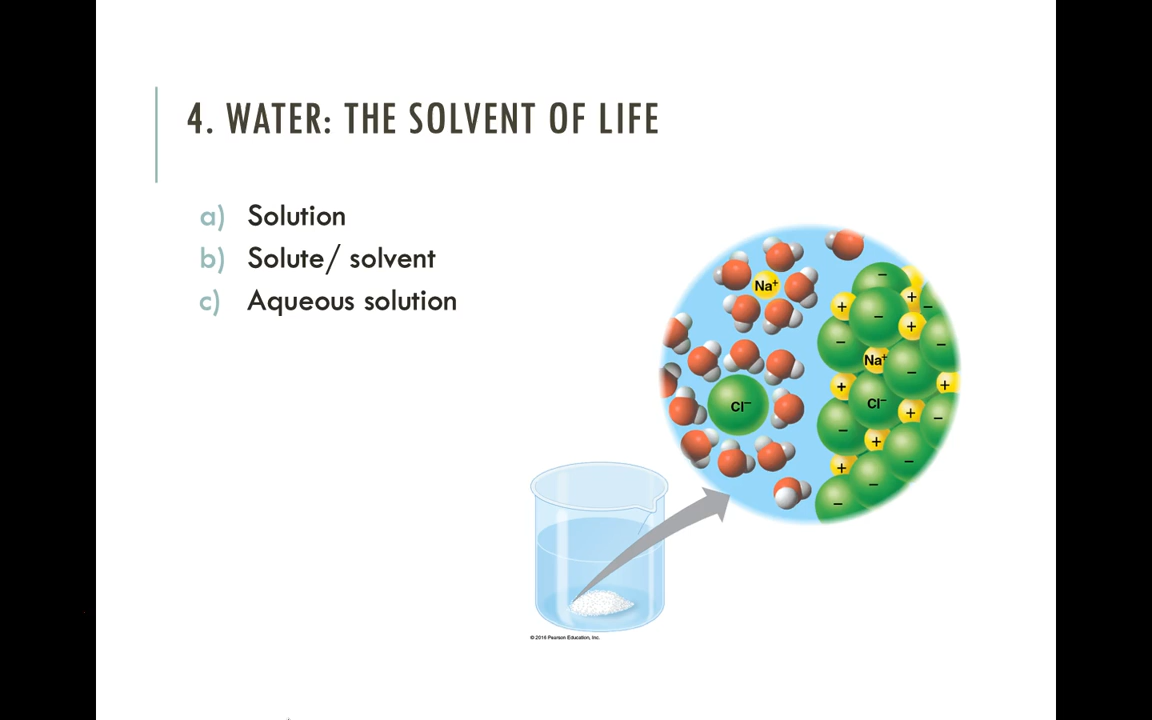 4. WATER: THE SOLVENT OF LIFE
a) Solution
b) Solute/ solvent
c) Aqueous solution
Na⁺
+ − + −
− +
− − Na⁺ −
+ − +
Cl⁻ Cl⁻ + −
− +
+ −
−
−
© 2016 Pearson Education, Inc.